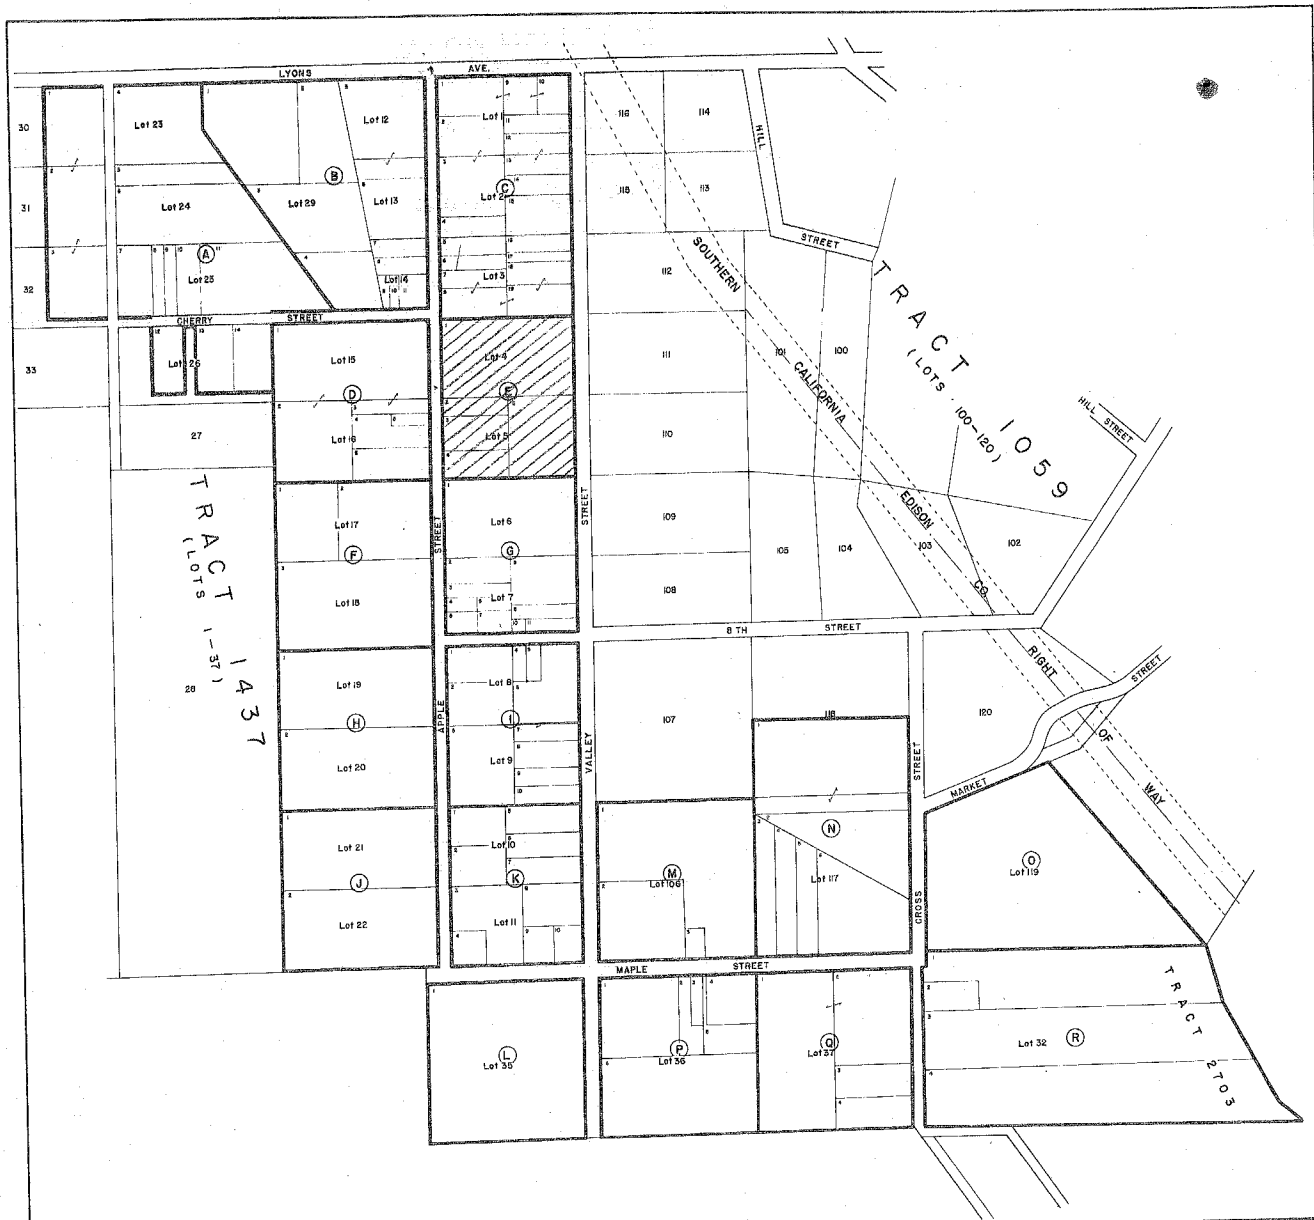 LYONS AVE.
30
31
32
33
Lot 23
Lot 24
A
Lot 25
Lot 26
27
28
B
Lot 12
Lot 29
Lot 13
Lot 14
Lot 1
C
Lot 2
Lot 3
CHERRY STREET
Lot 15
D
Lot 16
Lot 4
E
Lot 5
Lot 17
F
Lot 18
Lot 6
G
Lot 7
Lot 19
H
Lot 20
Lot 8
I
Lot 9
Lot 21
J
Lot 22
Lot 10
K
Lot 11
TRACT 1437
(LOTS 1-37)
APPLE STREET
VALLEY STREET
116
114
115
113
112
111
110
109
108
101
100
105
104
103
102
HILL STREET
SOUTHERN CALIFORNIA EDISON CO. RIGHT OF WAY
TRACT 1059
(LOTS 100-120)
HILL STREET
8 TH STREET
107
118
120
CROSS STREET
MARKET STREET
M
Lot 106
N
Lot 117
O
Lot 119
MAPLE STREET
L
Lot 35
P
Lot 36
Q
Lot 37
Lot 32
R
TRACT 2703